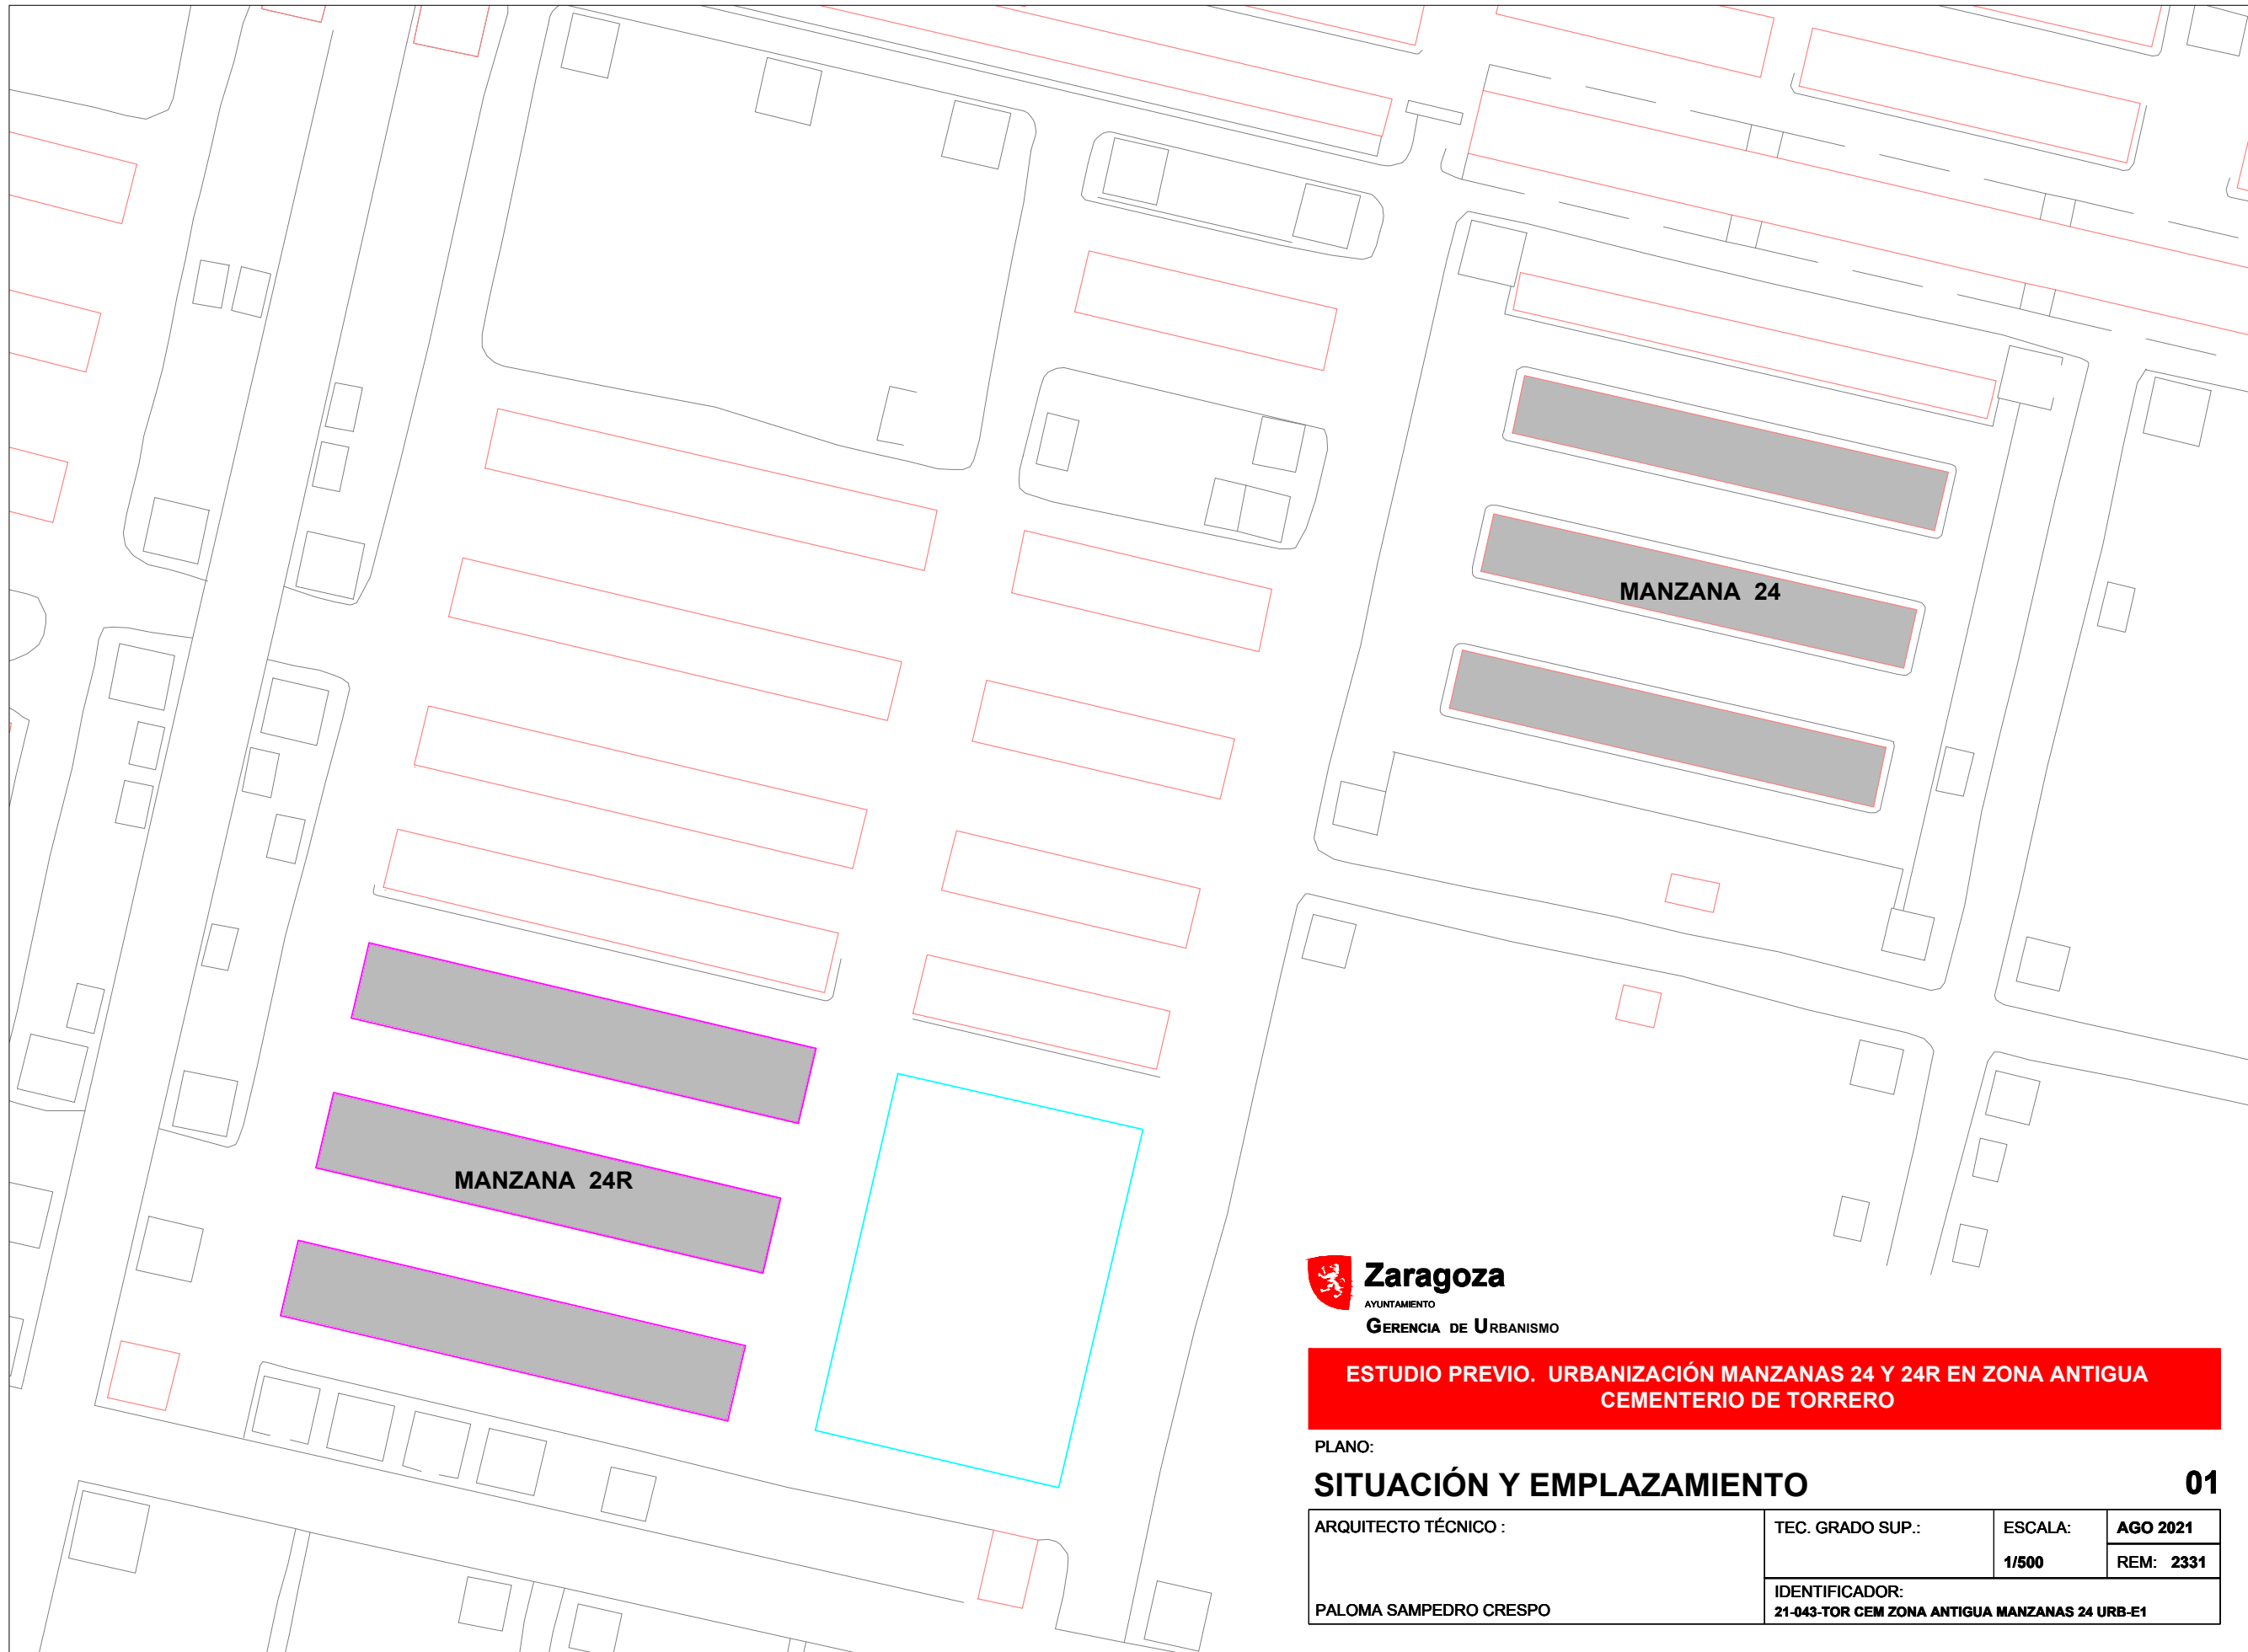 MANZANA  24
MANZANA  24R
Zaragoza
AYUNTAMIENTO
GERENCIA DE URBANISMO
ESTUDIO PREVIO.  URBANIZACIÓN MANZANAS 24 Y 24R EN ZONA ANTIGUA
CEMENTERIO DE TORRERO
PLANO:
SITUACIÓN Y EMPLAZAMIENTO
01
ARQUITECTO TÉCNICO :
PALOMA SAMPEDRO CRESPO
TEC. GRADO SUP.:
ESCALA:
1/500
AGO 2021
REM:  2331
IDENTIFICADOR:
21-043-TOR CEM ZONA ANTIGUA MANZANAS 24 URB-E1